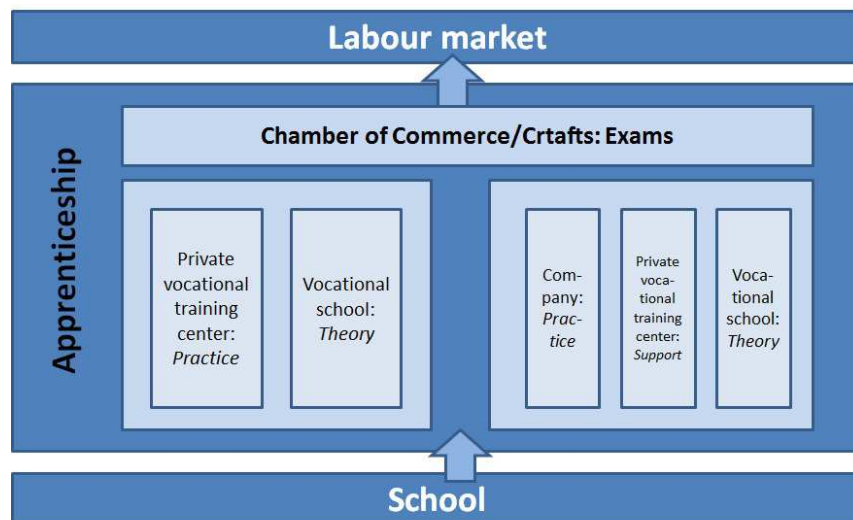 Labour market
Chamber of Commerce/Crtafts: Exams
Apprenticeship
Private
vocational
training
center:
Practice
Vocational
school:
Theory
Com-
pany:
Prac-
tice
Private
voca-
tional
training
center:
Support
Voca-
tional
school:
Theory
School